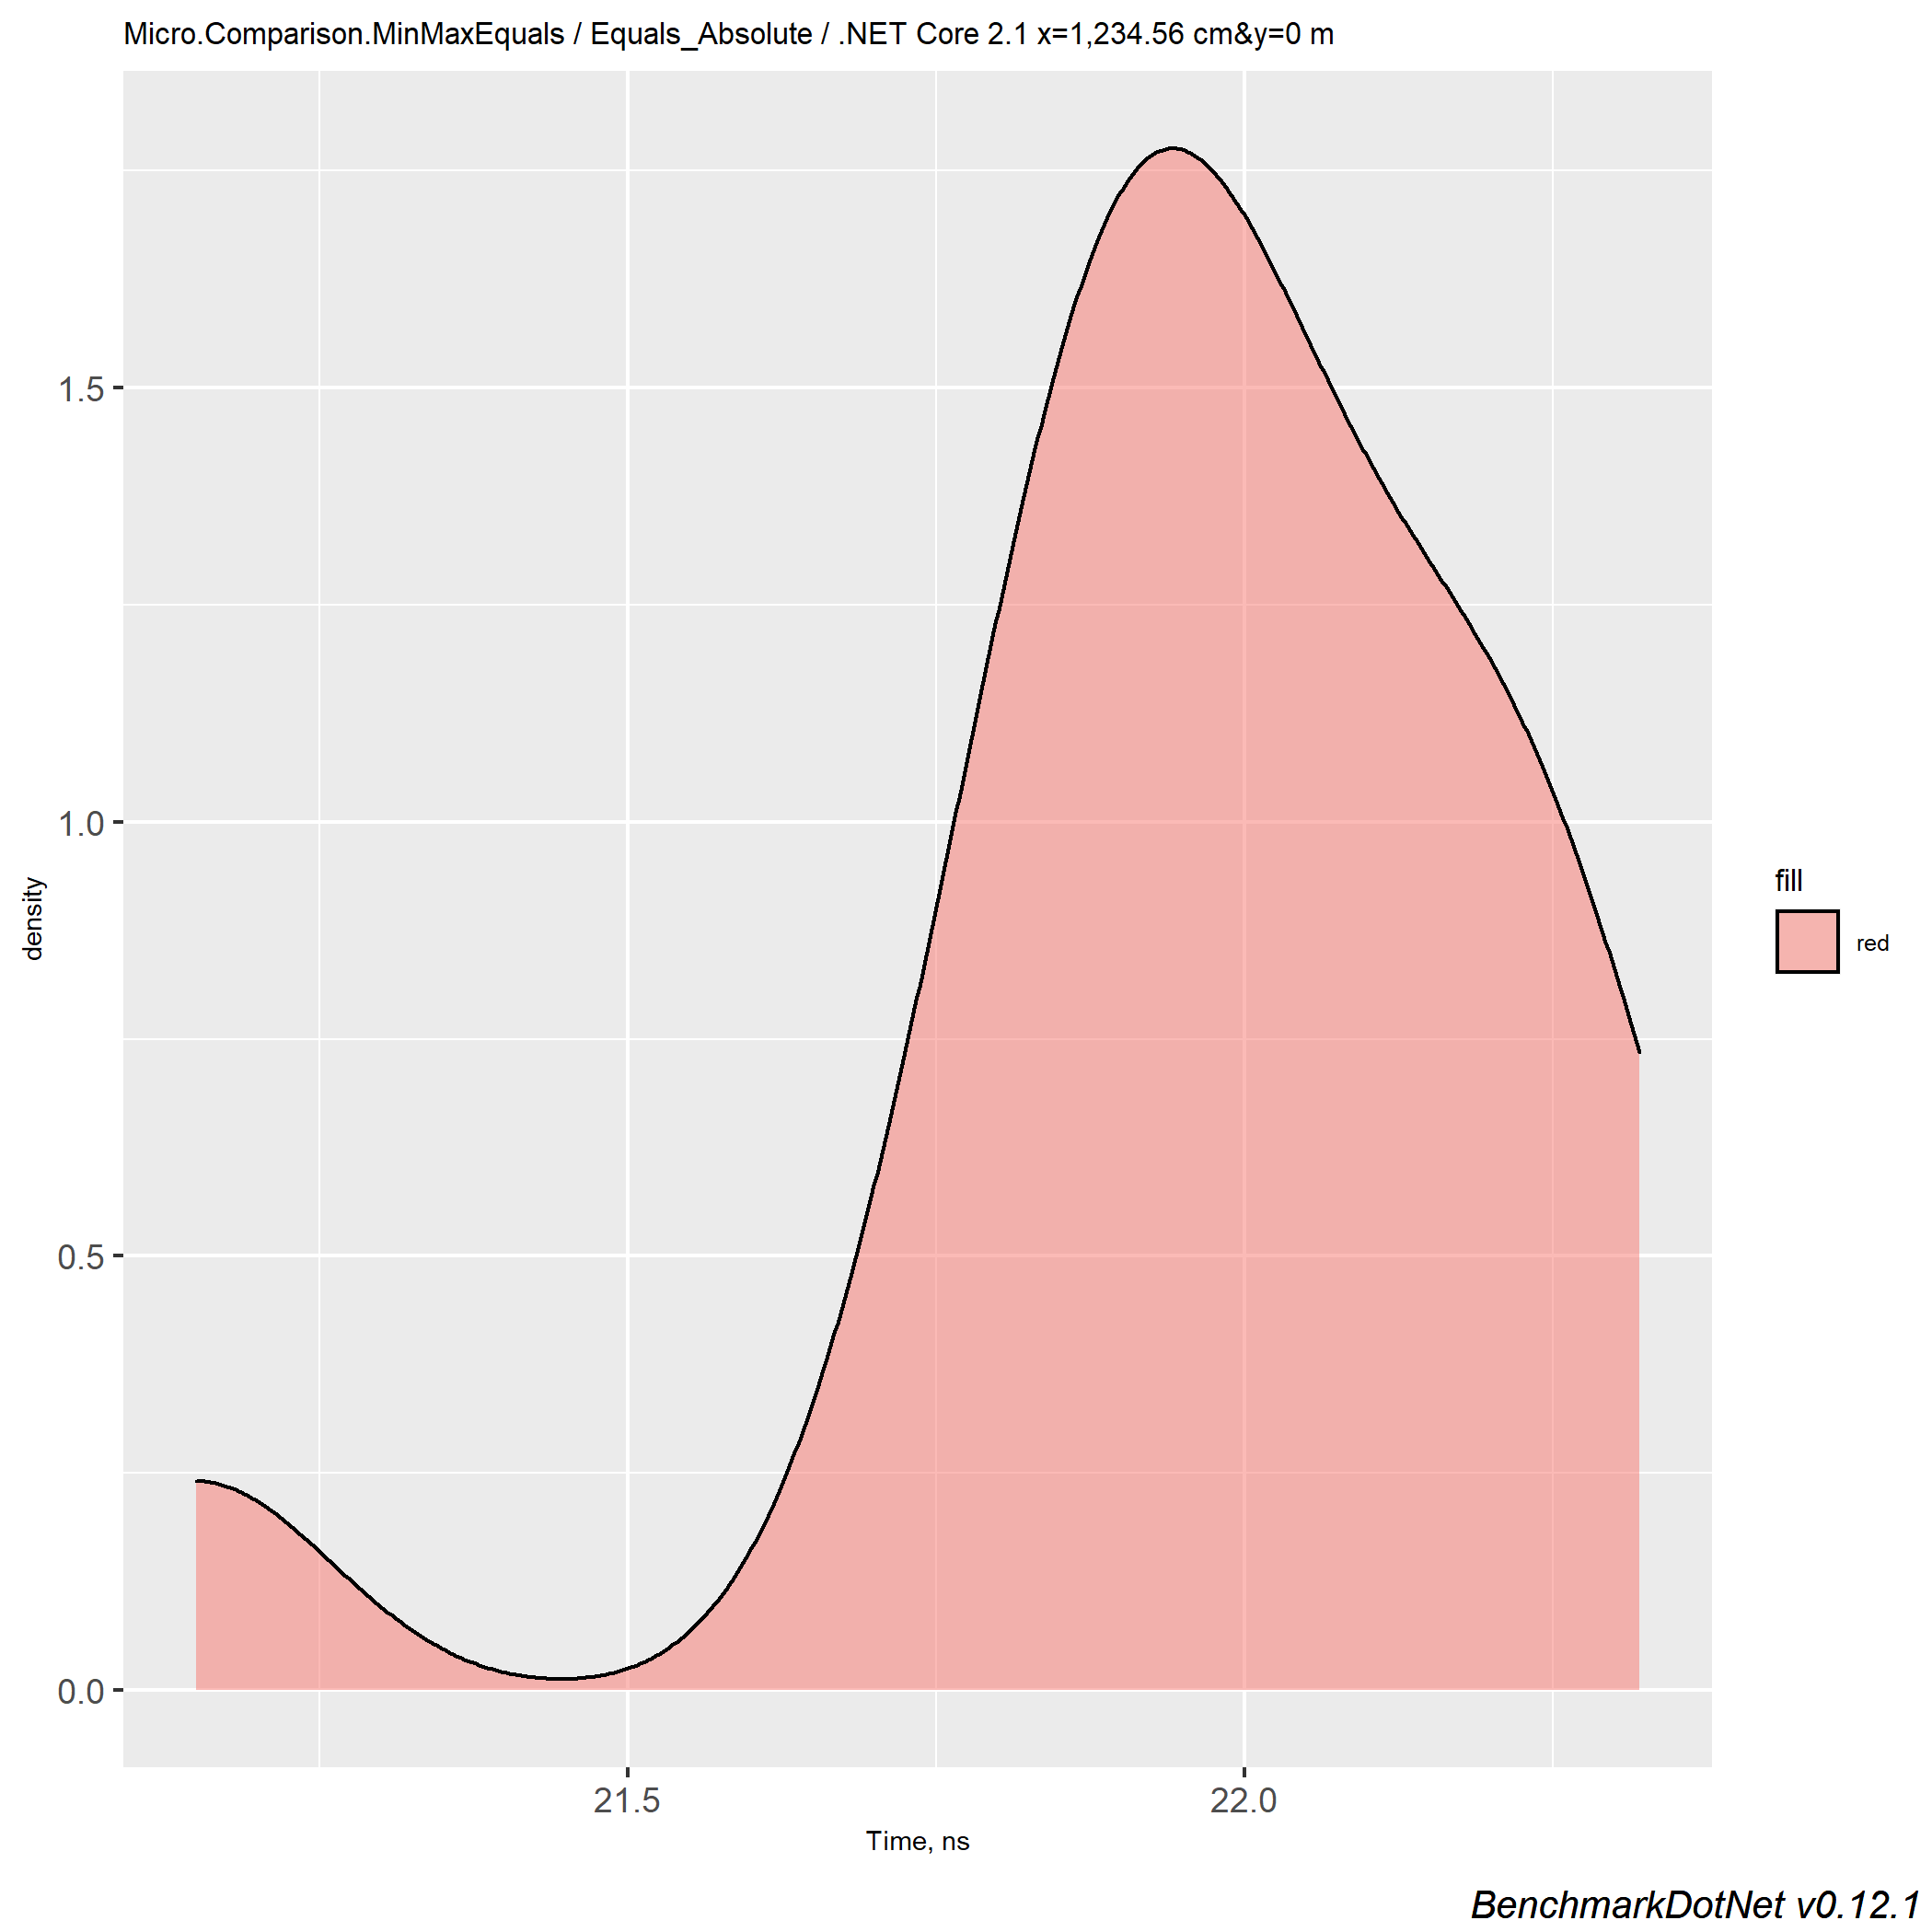 Micro.Comparison.MinMaxEquals / Equals_Absolute / .NET Core 2.1 x=1,234.56 cm&y=0 m
1.5
1.0
0.5
0.0
density
21.5
22.0
Time, ns
fill
red
BenchmarkDotNet v0.12.1